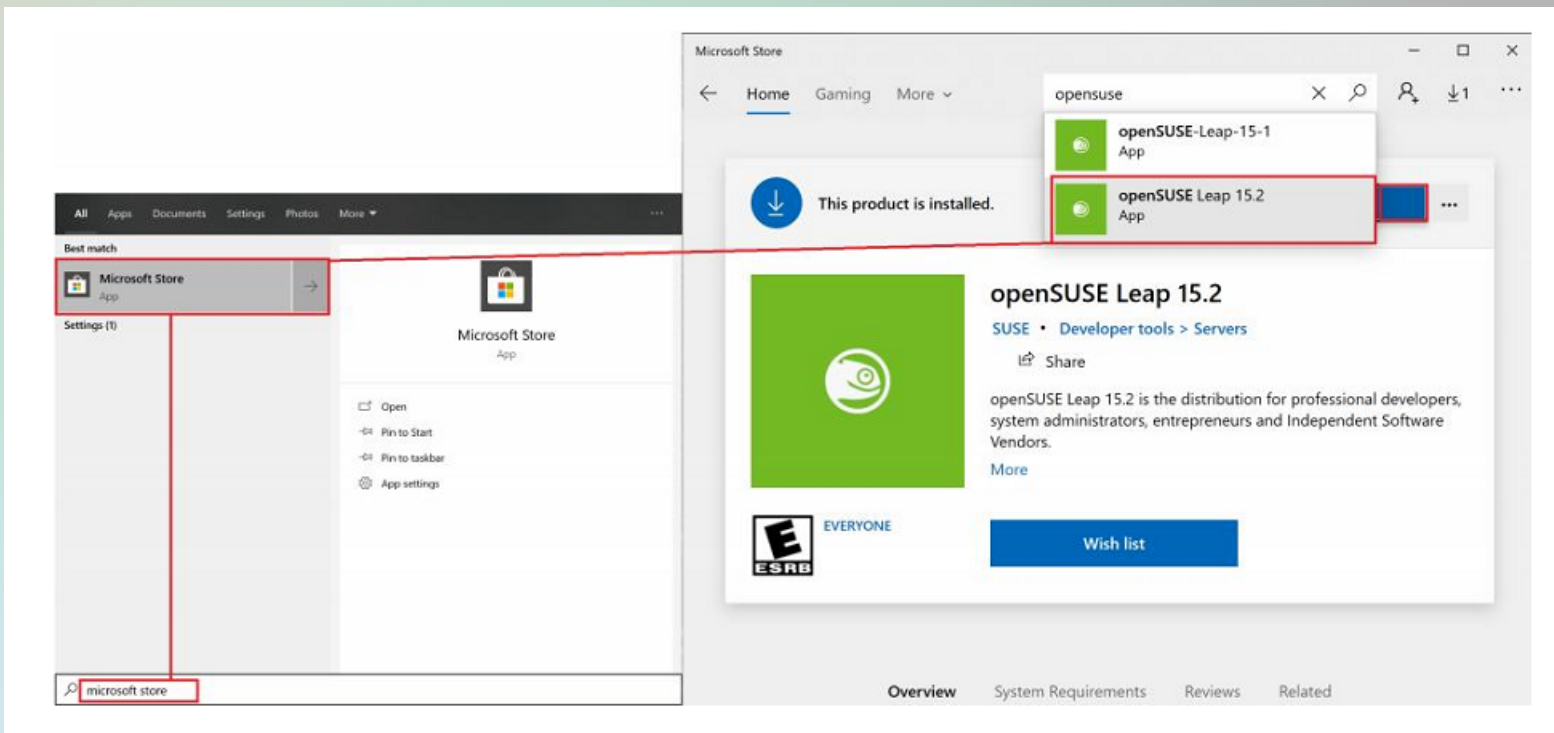 All Apps Documents Settings Photos More
Best match
Microsoft Store
App
Settings (1)
Microsoft Store
App
Open
Pin to Start
Pin to taskbar
App settings
microsoft store
Microsoft Store
Home Gaming More
opensuse
1
openSUSE-Leap-15-1
App
openSUSE Leap 15.2
App
This product is installed.
openSUSE Leap 15.2
SUSE • Developer tools > Servers
Share
openSUSE Leap 15.2 is the distribution for professional developers,
system administrators, entrepreneurs and Independent Software
Vendors.
More
E
ESRB
EVERYONE
Wish list
Overview System Requirements Reviews Related